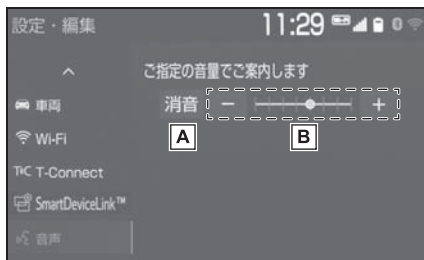 設定・編集
11:29
ご指定の音量でご案内します
消音 − +
A
B
車両
Wi-Fi
T-Connect
SmartDeviceLink™
音声